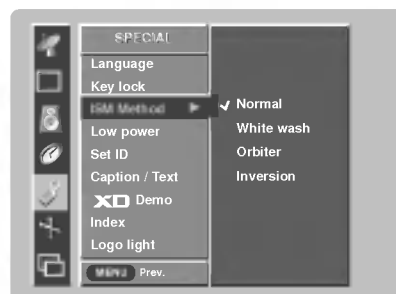 SPECIAL
Language
Key lock
ISM Method
Normal
White wash
Low power
Orbiter
Set ID
Inversion
Caption / Text
XD Demo
Index
Logo light
MENU Prev.